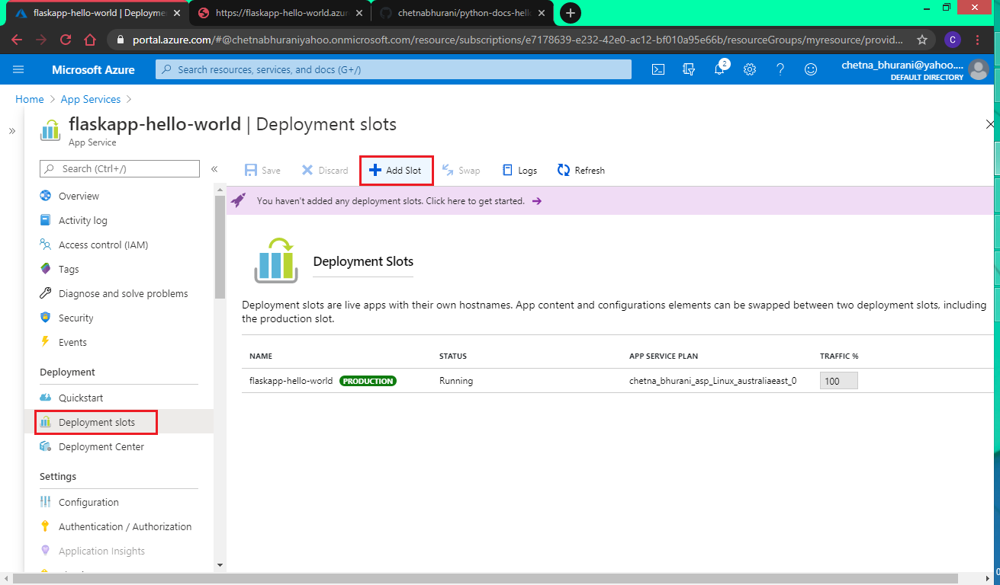 flaskapp-hello-world | Deploymen
https://flaskapp-hello-world.azur
chetnabhurani/python-docs-hell
portal.azure.com/#@chetnabhuraniyahoo.onmicrosoft.com/resource/subscriptions/e7178639-e232-42e0-ac12-bf010a95e66b/resourceGroups/myresource/provid...
C
Microsoft Azure
Search resources, services, and docs (G+/)
2
chetna_bhurani@yahoo....
DEFAULT DIRECTORY
Home > App Services >
flaskapp-hello-world | Deployment slots
App Service
Search (Ctrl+/)
Save
Discard
Add Slot
Swap
Logs
Refresh
You haven't added any deployment slots. Click here to get started.
Overview
Activity log
Access control (IAM)
Tags
Diagnose and solve problems
Security
Events
Deployment
Quickstart
Deployment slots
Deployment Center
Settings
Configuration
Authentication / Authorization
Application Insights
Deployment Slots
Deployment slots are live apps with their own hostnames. App content and configurations elements can be swapped between two deployment slots, including
the production slot.
NAME STATUS APP SERVICE PLAN TRAFFIC %
flaskapp-hello-world PRODUCTION Running chetna_bhurani_asp_Linux_australiaeast_0 100